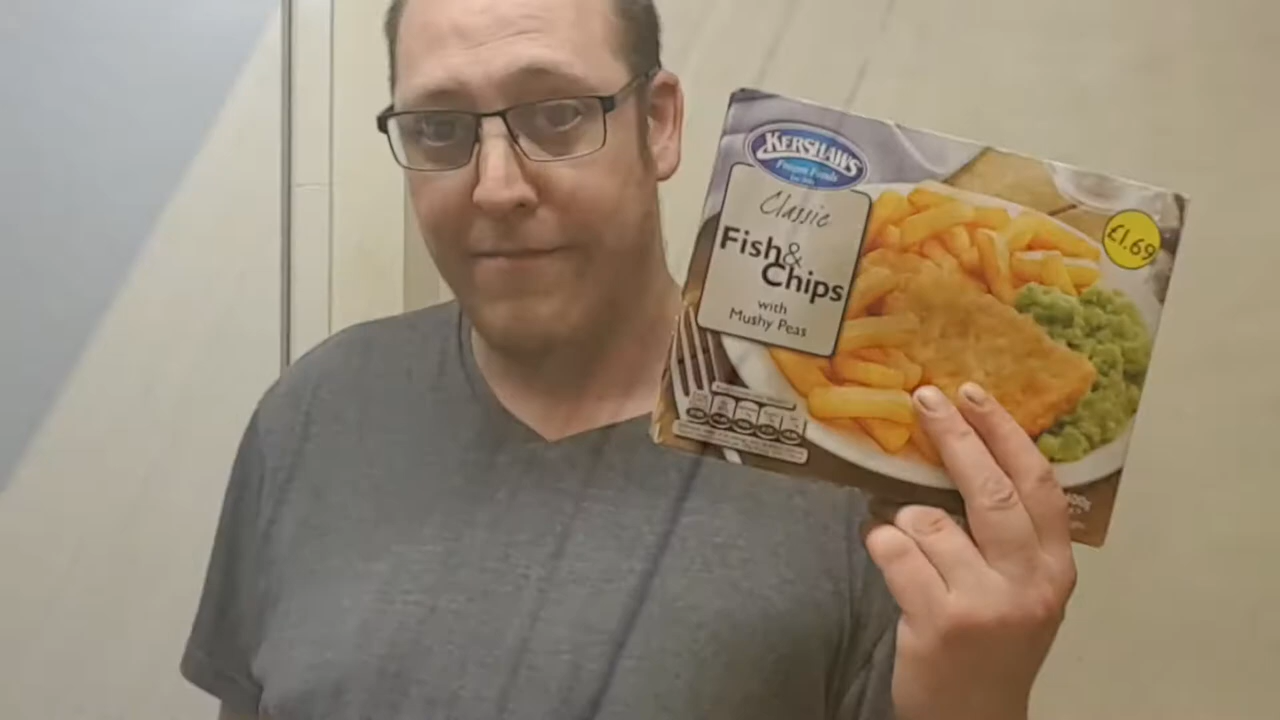 KERSHAWS
Frozen Foods
Classic
Fish &
Chips
with
Mushy Peas
£1.69